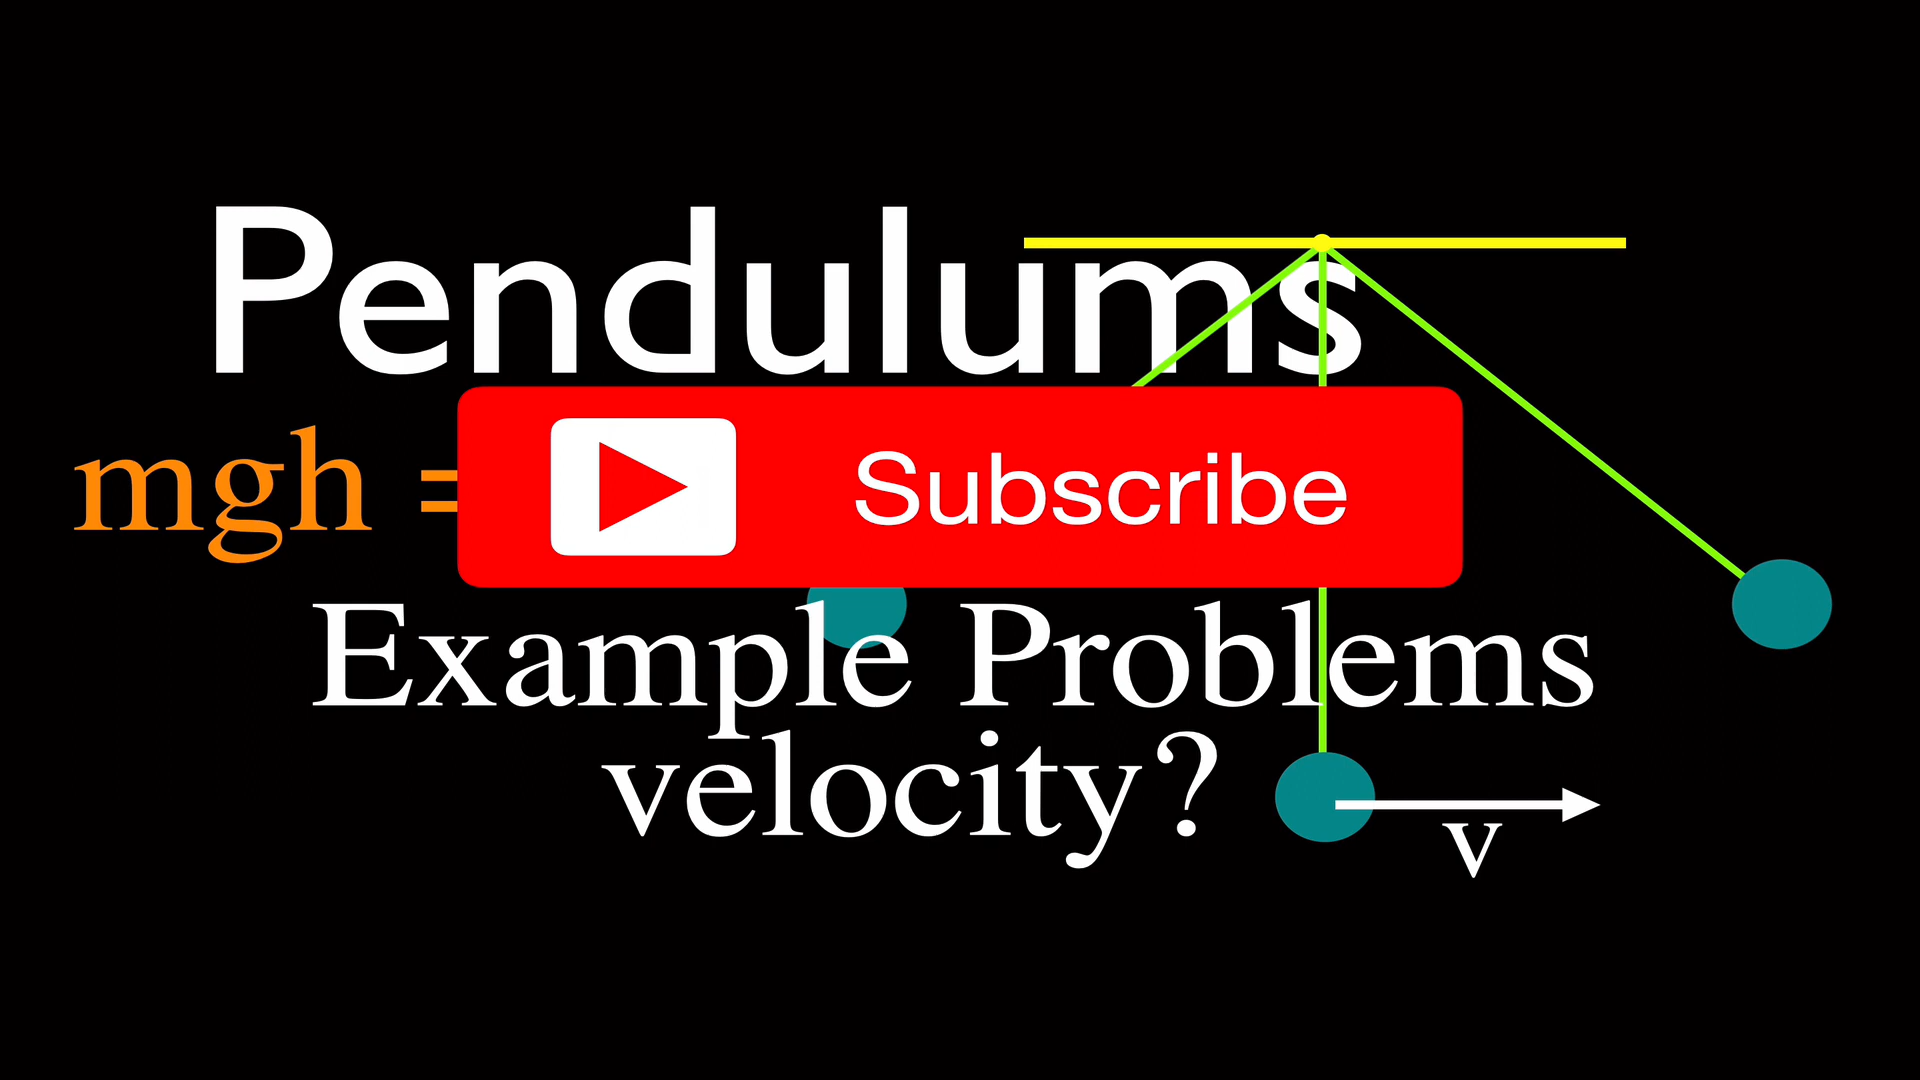 Pendulums
mgh =
Subscribe
Example Problems
velocity?
v